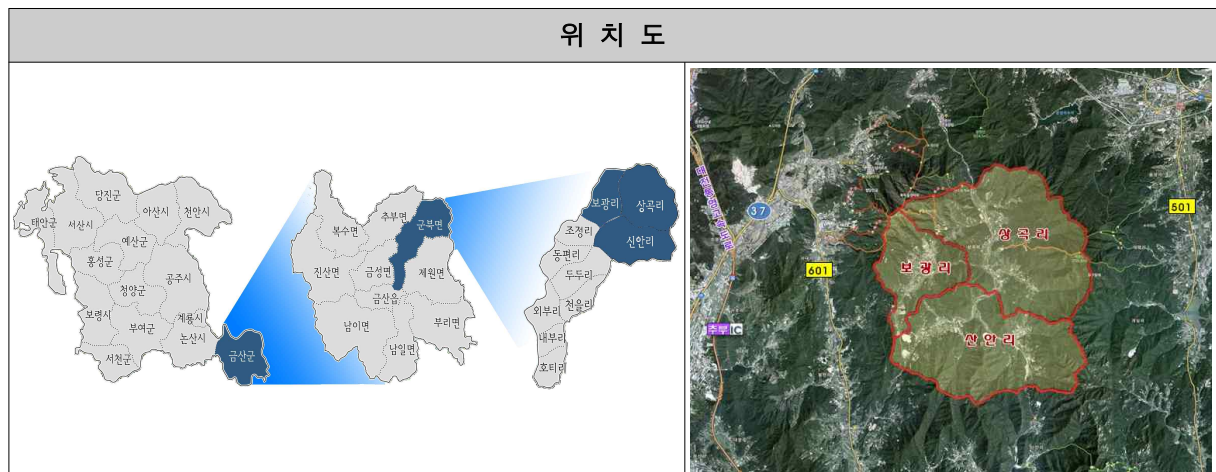 위 치 도
당진군
태안군
서산시
아산시
천안시
예산군
홍성군
공주시
청양군
보령시
부여군
계룡시
논산시
서천군
금산군
복수면
추부면
군북면
진산면
금성면
제원면
금산읍
남이면
부리면
남일면
보광리
상곡리
신안리
조정리
동편리
두두리
천을리
외부리
내부리
호티리
37
601
501
추부IC
상곡리
보광리
산안리